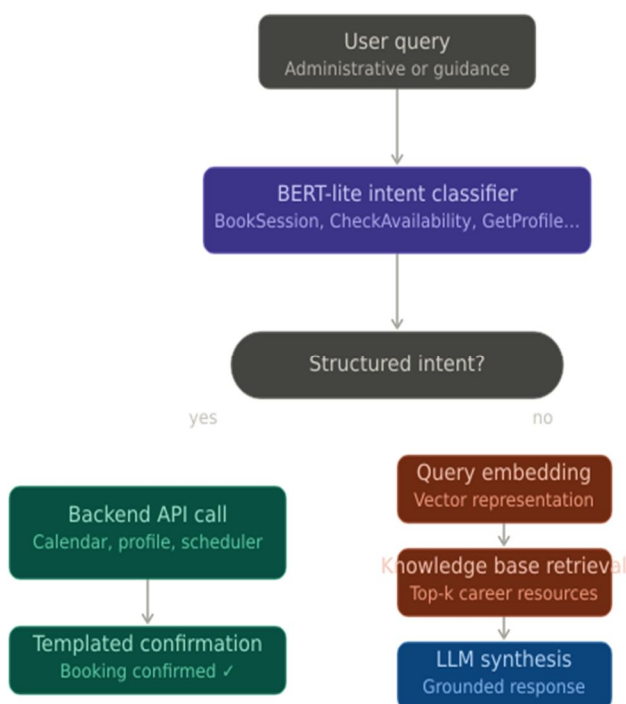 User query
Administrative or guidance
BERT-lite intent classifier
BookSession, CheckAvailability, GetProfile...
Structured intent?
yes
no
Backend API call
Calendar, profile, scheduler
Templated confirmation
Booking confirmed ✓
Query embedding
Vector representation
Knowledge base retrieval
Top-k career resources
LLM synthesis
Grounded response